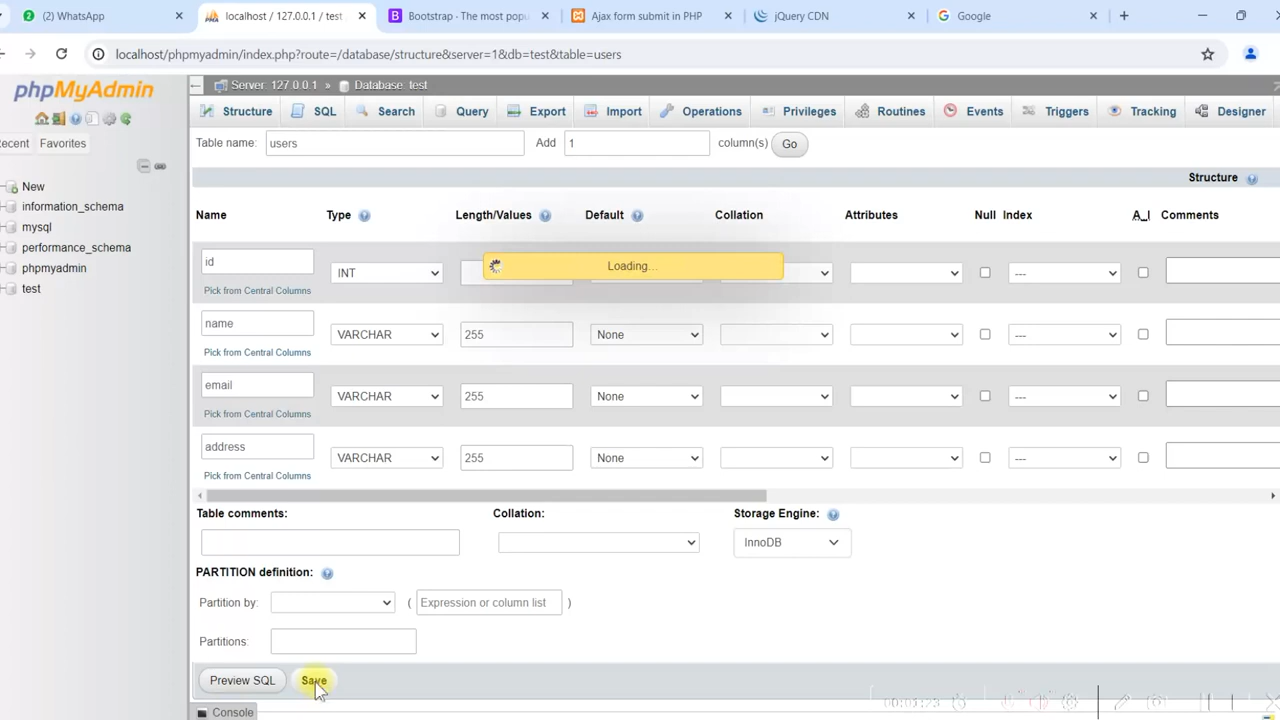 (2) WhatsApp
localhost / 127.0.0.1 / test
Bootstrap · The most popu
Ajax form submit in PHP
jQuery CDN
Google
localhost/phpmyadmin/index.php?route=/database/structure&server=1&db=test&table=users
phpMyAdmin
Server: 127.0.0.1 » Database: test
Structure SQL Search Query Export Import Operations Privileges Routines Events Triggers Tracking Designer
ecent Favorites
New
information_schema
mysql
performance_schema
phpmyadmin
test
Table name: users Add 1 column(s) Go
Structure
Name Type Length/Values Default Collation Attributes Null Index A_I Comments
Loading...
id INT ---
Pick from Central Columns
name VARCHAR 255 None ---
Pick from Central Columns
email VARCHAR 255 None ---
Pick from Central Columns
address VARCHAR 255 None ---
Pick from Central Columns
Table comments: Collation: Storage Engine:
InnoDB
PARTITION definition:
Partition by: ( Expression or column list )
Partitions:
Preview SQL Save
Console